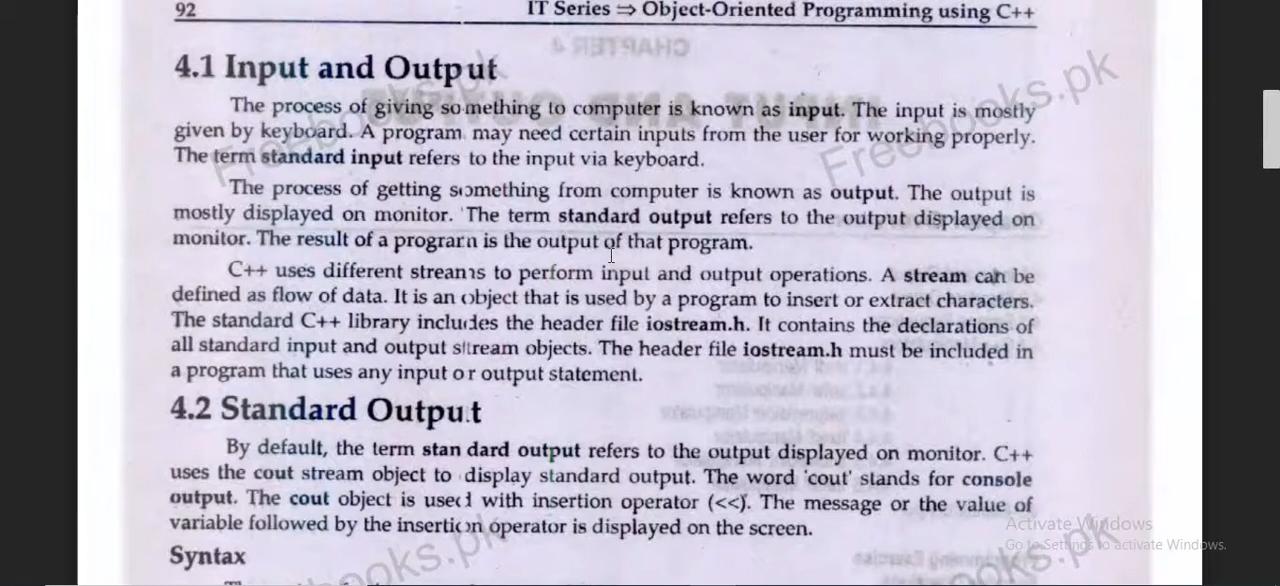 92
IT Series ⇒ Object-Oriented Programming using C++
4.1 Input and Output
The process of giving something to computer is known as input. The input is mostly
given by keyboard. A program may need certain inputs from the user for working properly.
The term standard input refers to the input via keyboard.
The process of getting something from computer is known as output. The output is
mostly displayed on monitor. The term standard output refers to the output displayed on
monitor. The result of a program is the output of that program.
C++ uses different streams to perform input and output operations. A stream can be
defined as flow of data. It is an object that is used by a program to insert or extract characters.
The standard C++ library includes the header file iostream.h. It contains the declarations of
all standard input and output stream objects. The header file iostream.h must be included in
a program that uses any input or output statement.
4.2 Standard Output
By default, the term standard output refers to the output displayed on monitor. C++
uses the cout stream object to display standard output. The word 'cout' stands for console
output. The cout object is used with insertion operator (<<). The message or the value of
variable followed by the insertion operator is displayed on the screen.
Syntax
Freebooks.pk
Freebooks.pk
Activate Windows
Go to Settings to activate Windows.